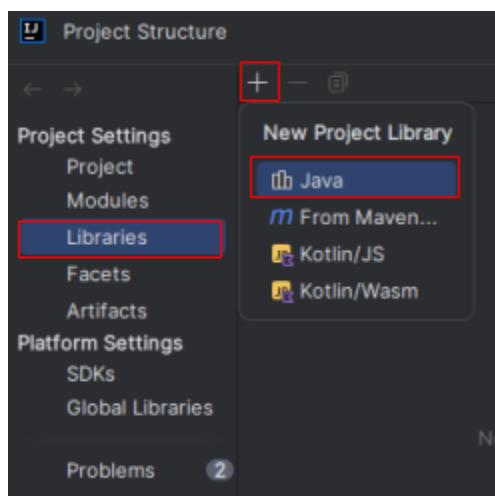 IJ Project Structure
Project Settings
Project
Modules
Libraries
Facets
Artifacts
Platform Settings
SDKs
Global Libraries
Problems 2
New Project Library
Java
m From Maven...
Kotlin/JS
Kotlin/Wasm